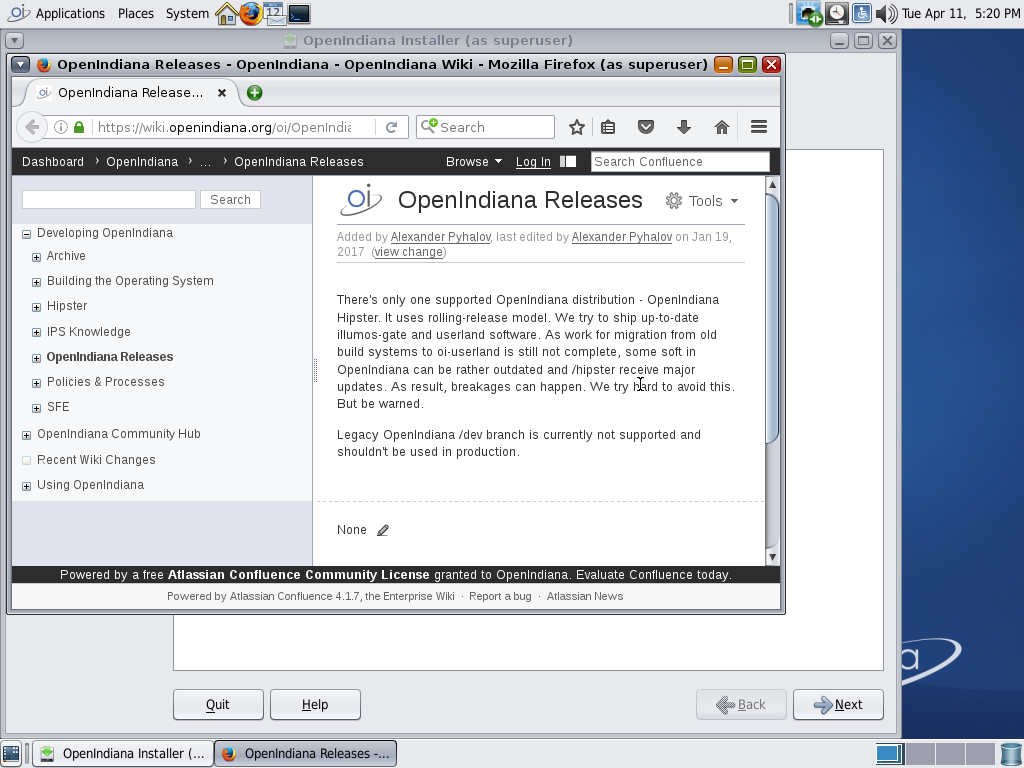 Applications Places System 12 Tue Apr 11, 5:20 PM
OpenIndiana Installer (as superuser)
OpenIndiana Releases - OpenIndiana - OpenIndiana Wiki - Mozilla Firefox (as superuser)
OpenIndiana Release...
https://wiki.openindiana.org/oi/OpenIndia Search
Dashboard OpenIndiana ... OpenIndiana Releases Browse Log In Search Confluence
Search
Developing OpenIndiana
Archive
Building the Operating System
Hipster
IPS Knowledge
OpenIndiana Releases
Policies & Processes
SFE
OpenIndiana Community Hub
Recent Wiki Changes
Using OpenIndiana
oi OpenIndiana Releases Tools
Added by Alexander Pyhalov, last edited by Alexander Pyhalov on Jan 19,
2017 (view change)
There's only one supported OpenIndiana distribution - OpenIndiana
Hipster. It uses rolling-release model. We try to ship up-to-date
illumos-gate and userland software. As work for migration from old
build systems to oi-userland is still not complete, some soft in
OpenIndiana can be rather outdated and /hipster receive major
updates. As result, breakages can happen. We try hard to avoid this.
But be warned.
Legacy OpenIndiana /dev branch is currently not supported and
shouldn't be used in production.
None
Powered by a free Atlassian Confluence Community License granted to OpenIndiana. Evaluate Confluence today.
Powered by Atlassian Confluence 4.1.7, the Enterprise Wiki · Report a bug · Atlassian News
Quit Help Back Next
OpenIndiana Installer (... OpenIndiana Releases -...